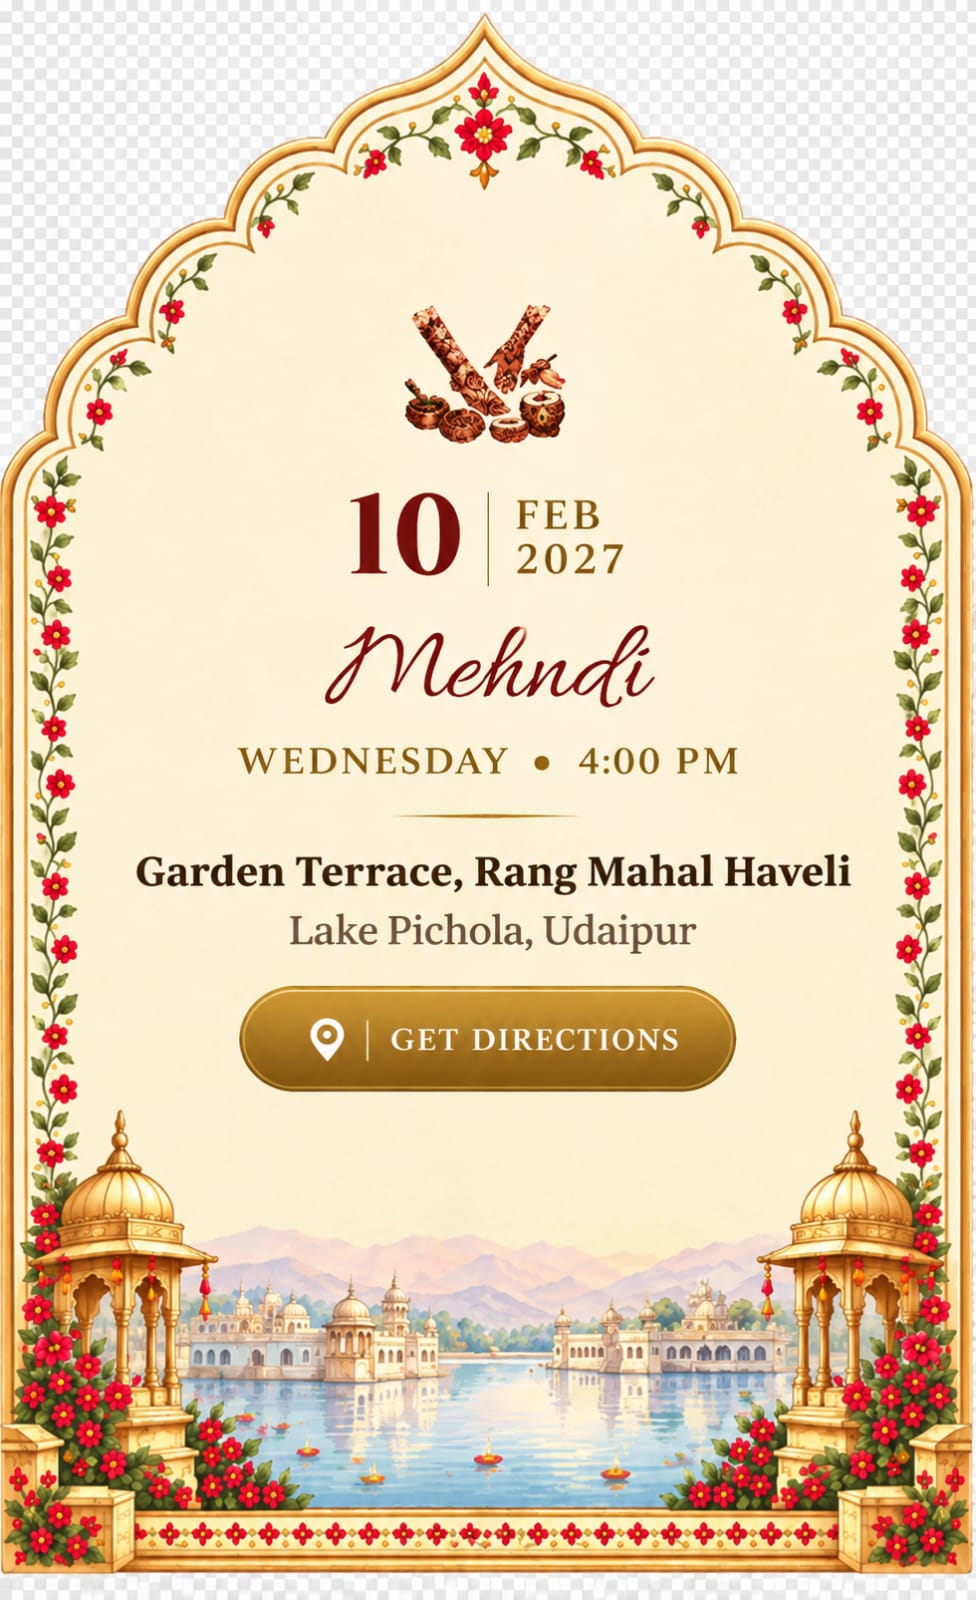 10
FEB
2027
Mehndi
WEDNESDAY • 4:00 PM
Garden Terrace, Rang Mahal Haveli
Lake Pichola, Udaipur
GET DIRECTIONS